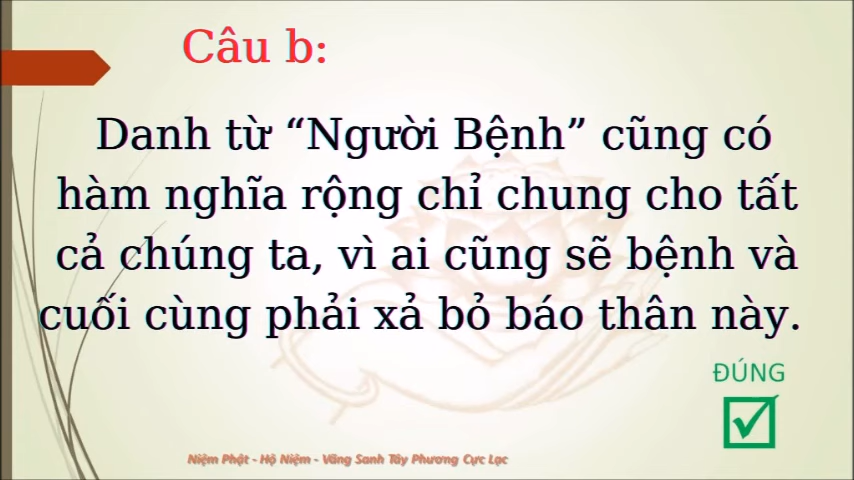 Câu b:
Danh từ “Người Bệnh” cũng có
hàm nghĩa rộng chỉ chung cho tất
cả chúng ta, vì ai cũng sẽ bệnh và
cuối cùng phải xả bỏ báo thân này.
ĐÚNG
Niệm Phật - Hộ Niệm - Vãng Sanh Tây Phương Cực Lạc